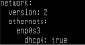 network:
  version: 2
  ethernets:
    enp0s3
      dhcp4: true